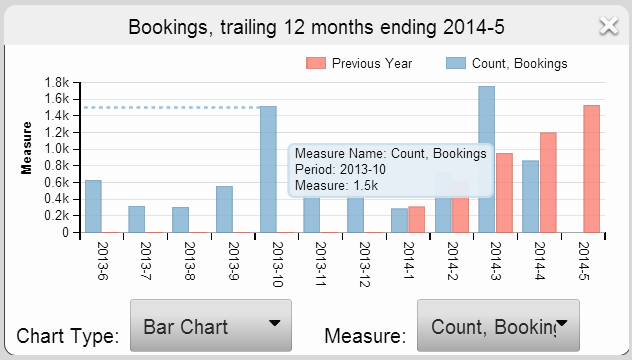 Bookings, trailing 12 months ending 2014-5
Previous Year
Count, Bookings
Measure
1.8k
1.6k
1.4k
1.2k
1.0k
0.8k
0.6k
0.4k
0.2k
0
Measure Name: Count, Bookings
Period: 2013-10
Measure: 1.5k
2013-6
2013-7
2013-8
2013-9
2013-10
2013-11
2013-12
2014-1
2014-2
2014-3
2014-4
2014-5
Chart Type:
Bar Chart
Measure:
Count, Booking